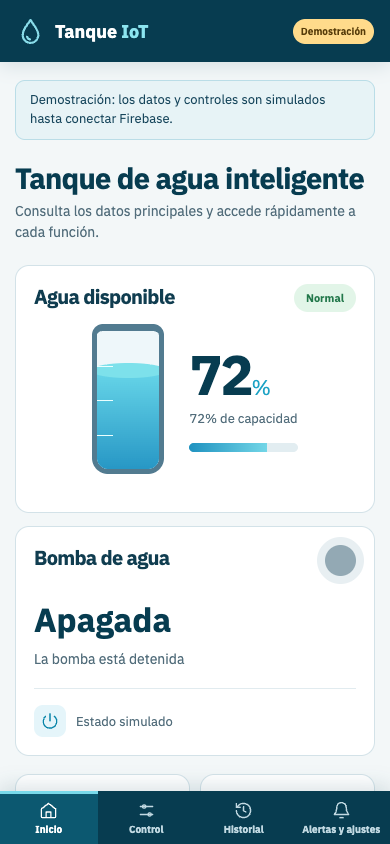 Tanque IoT
Demostración
Demostración: los datos y controles son simulados
hasta conectar Firebase.
Tanque de agua inteligente
Consulta los datos principales y accede rápidamente a
cada función.
Agua disponible
Normal
72%
72% de capacidad
Bomba de agua
Apagada
La bomba está detenida
Estado simulado
Inicio
Control
Historial
Alertas y ajustes